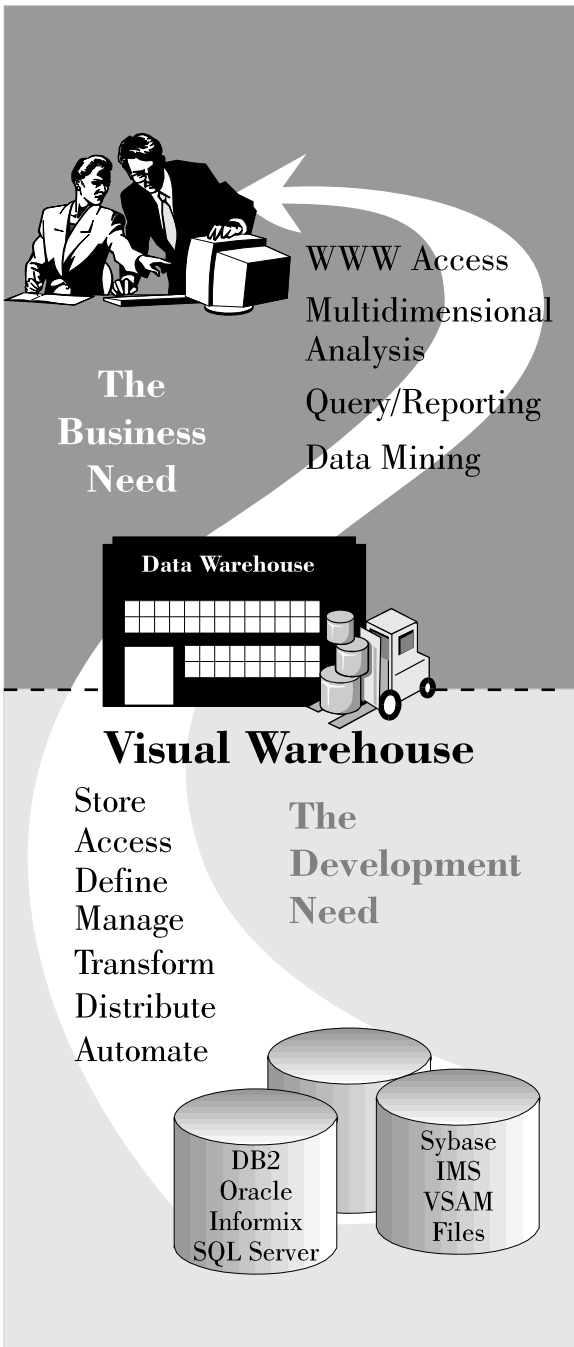 WWW Access
Multidimensional
Analysis
Query/Reporting
Data Mining
The
Business
Need
Data Warehouse
Visual Warehouse
Store
Access
Define
Manage
Transform
Distribute
Automate
The
Development
Need
DB2
Oracle
Informix
SQL Server
Sybase
IMS
VSAM
Files